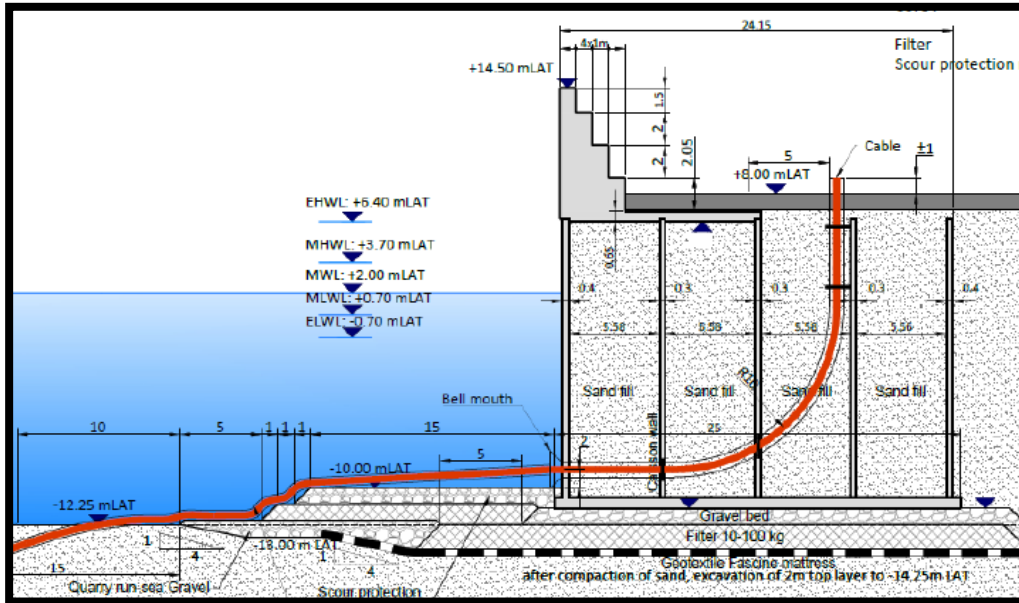 24.15
4x1m
Filter
Scour protection
+14.50 mLAT
1.5
2
2
2.05
5
Cable
±1
+8.00 mLAT
EHWL: +6.40 mLAT
MHWL: +3.70 mLAT
MWL: +2.00 mLAT
MLWL: +0.70 mLAT
ELWL: -0.70 mLAT
0.65
0.4
0.3
0.3
0.3
0.4
5.58
5.58
5.58
5.56
Sand fill
Sand fill
Sand fill
Sand fill
Bell mouth
10
5
1
1
1
15
25
2
Caisson wall
5
-10.00 mLAT
-12.25 mLAT
Gravel bed
Filter 10-100 kg
1
4
-13.00 m LAT
1
4
15
Quarry run sea Gravel
Scour protection
Geotextile Fascine mattress
after compaction of sand, excavation of 2m top layer to -14.25m LAT